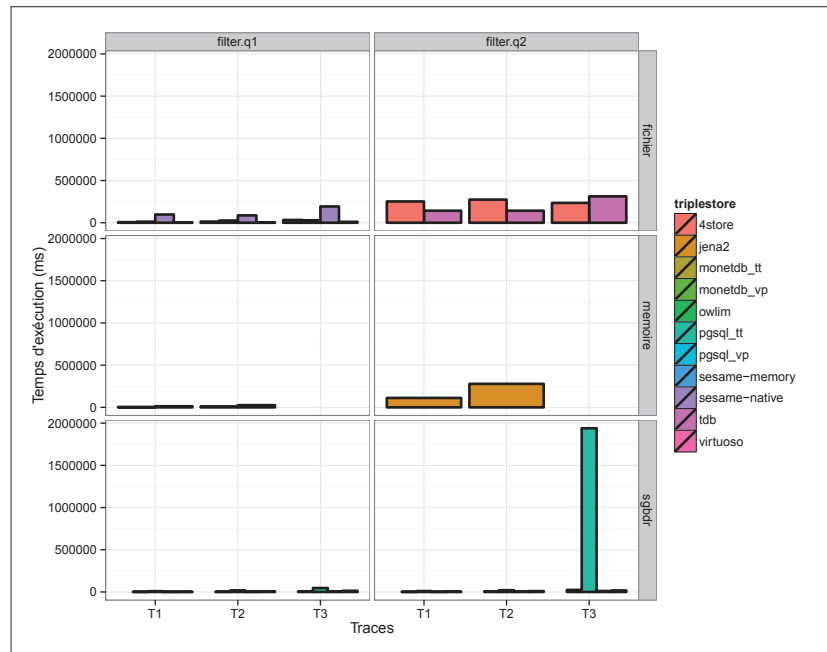 filter.q1
filter.q2
2000000
1500000
1000000
500000
0
fichier
2000000
1500000
1000000
500000
0
memoire
2000000
1500000
1000000
500000
0
sgbdr
Temps d'exécution (ms)
T1
T2
T3
T1
T2
T3
Traces
triplestore
4store
jena2
monetdb_tt
monetdb_vp
owlim
pgsql_tt
pgsql_vp
sesame−memory
sesame−native
tdb
virtuoso